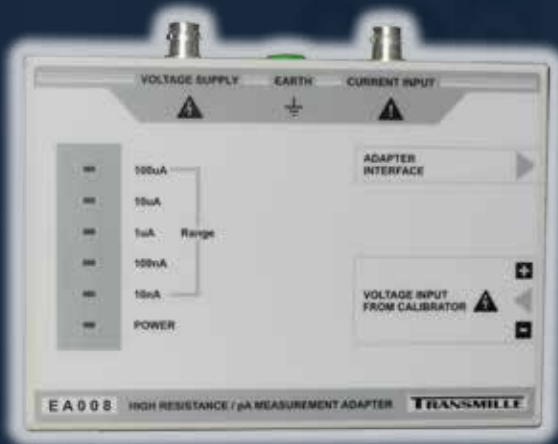 VOLTAGE SUPPLY EARTH CURRENT INPUT
100uA
10uA
1uA Range
100nA
10nA
POWER
ADAPTER
INTERFACE
+
VOLTAGE INPUT
FROM CALIBRATOR
-
EA008 HIGH RESISTANCE / pA MEASUREMENT ADAPTER TRANSMILLE